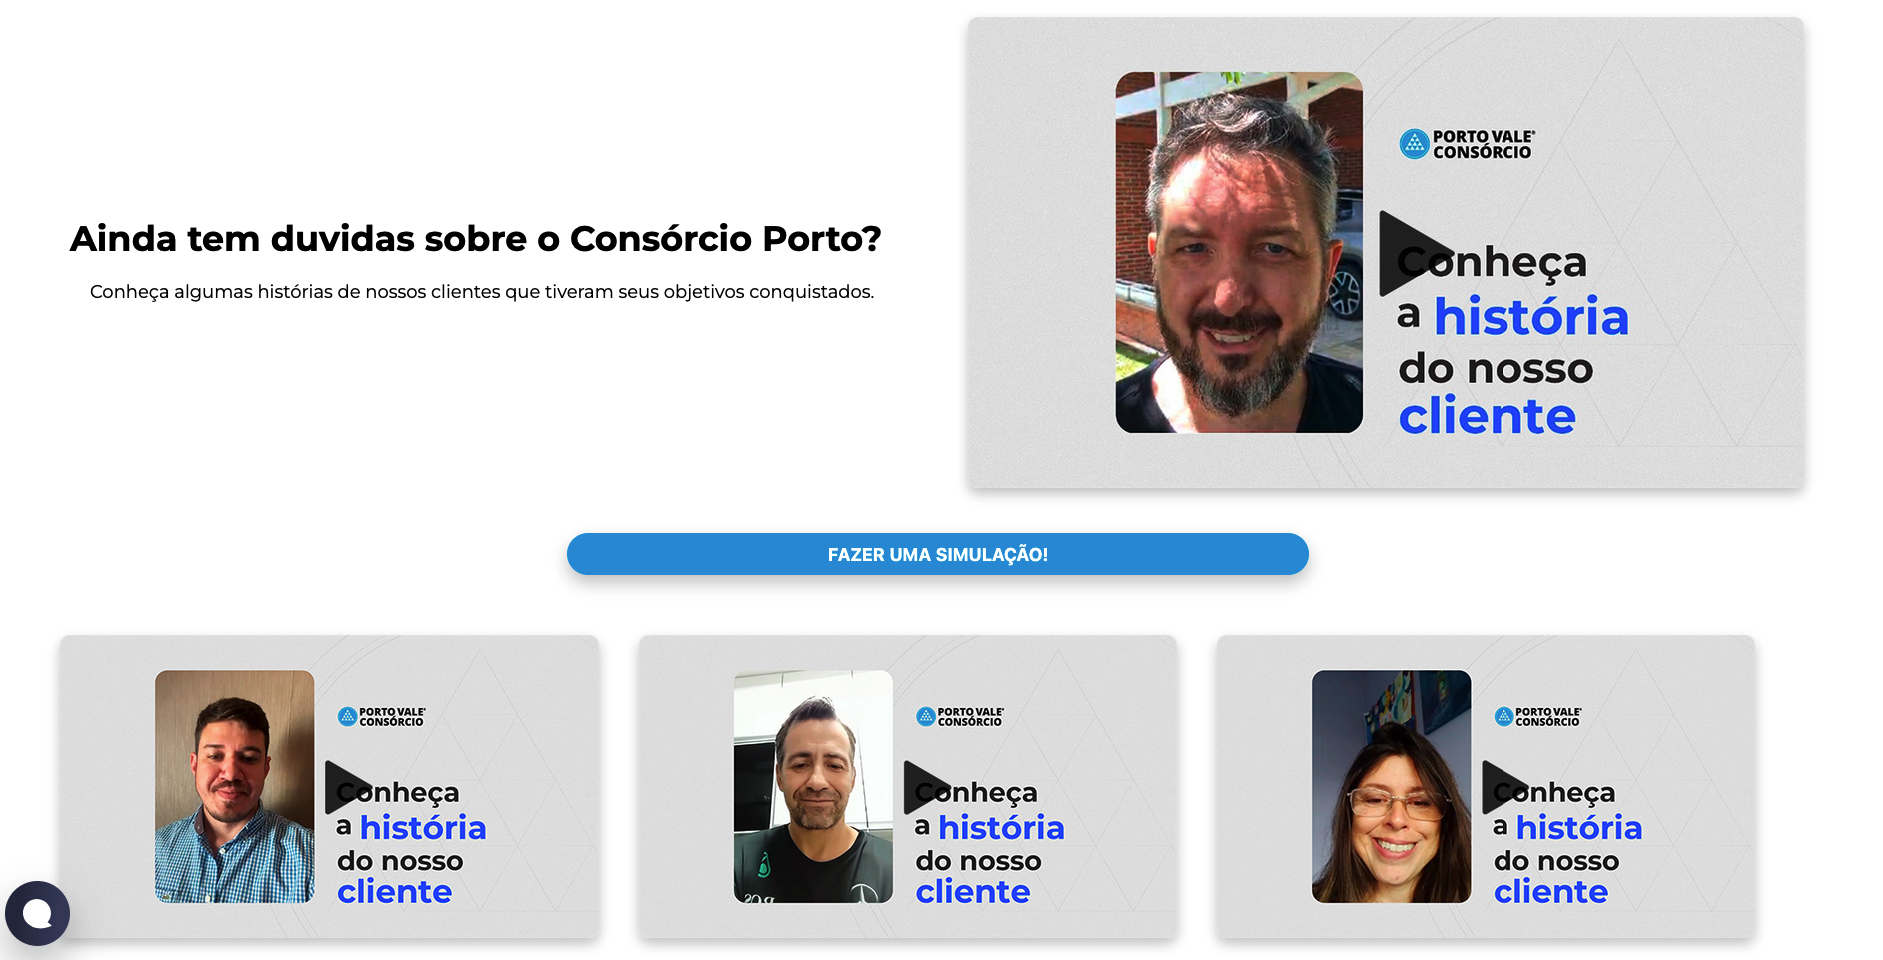 Ainda tem duvidas sobre o Consórcio Porto?
Conheça algumas histórias de nossos clientes que tiveram seus objetivos conquistados.
PORTO VALE®
CONSÓRCIO
Conheça
a história
do nosso
cliente
FAZER UMA SIMULAÇÃO!
PORTO VALE®
CONSÓRCIO
Conheça
a história
do nosso
cliente
PORTO VALE®
CONSÓRCIO
Conheça
a história
do nosso
cliente
PORTO VALE®
CONSÓRCIO
Conheça
a história
do nosso
cliente